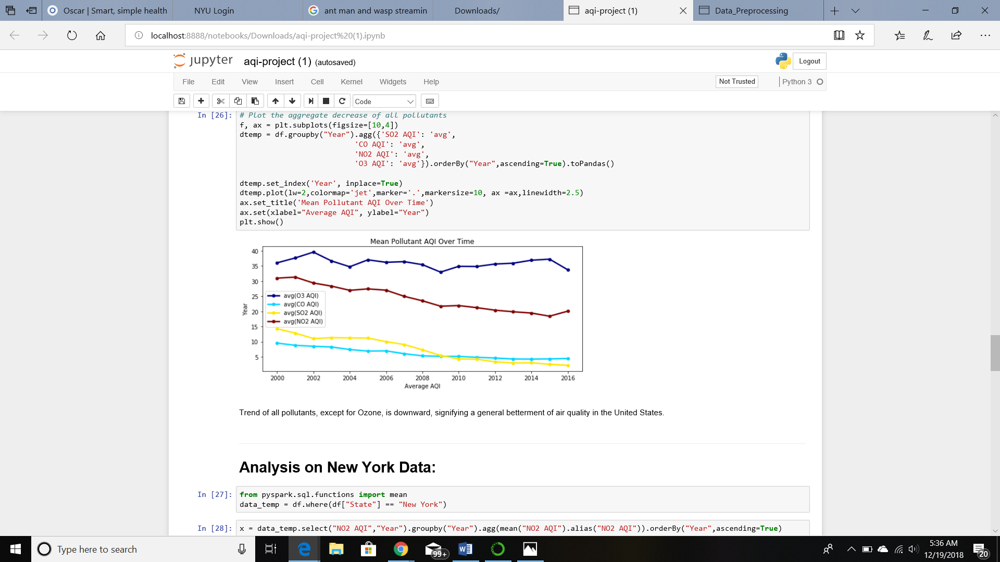 Oscar | Smart, simple health
NYU Login
ant man and wasp streamin
Downloads/
aqi-project (1)
Data_Preprocessing
localhost:8888/notebooks/Downloads/aqi-project%20(1).ipynb
jupyter aqi-project (1) (autosaved)
Logout
File Edit View Insert Cell Kernel Widgets Help
Not Trusted
Python 3
Code
In [26]:
# Plot the aggregate decrease of all pollutants
f, ax = plt.subplots(figsize=[10,4])
dtemp = df.groupby("Year").agg({'SO2 AQI': 'avg',
'CO AQI': 'avg',
'NO2 AQI': 'avg',
'O3 AQI': 'avg'}).orderBy("Year",ascending=True).toPandas()
dtemp.set_index('Year', inplace=True)
dtemp.plot(lw=2,colormap='jet',marker='.',markersize=10, ax =ax,linewidth=2.5)
ax.set_title('Mean Pollutant AQI Over Time')
ax.set(xlabel="Average AQI", ylabel="Year")
plt.show()
Mean Pollutant AQI Over Time
40
35
30
25
20
15
10
5
Year
avg(O3 AQI)
avg(CO AQI)
avg(SO2 AQI)
avg(NO2 AQI)
2000 2002 2004 2006 2008 2010 2012 2014 2016
Average AQI
Trend of all pollutants, except for Ozone, is downward, signifying a general betterment of air quality in the United States.
Analysis on New York Data:
In [27]:
from pyspark.sql.functions import mean
data_temp = df.where(df["State"] == "New York")
In [28]:
x = data_temp.select("NO2 AQI","Year").groupby("Year").agg(mean("NO2 AQI").alias("NO2 AQI")).orderBy("Year",ascending=True)
Type here to search
99+
5:36 AM
12/19/2018
20